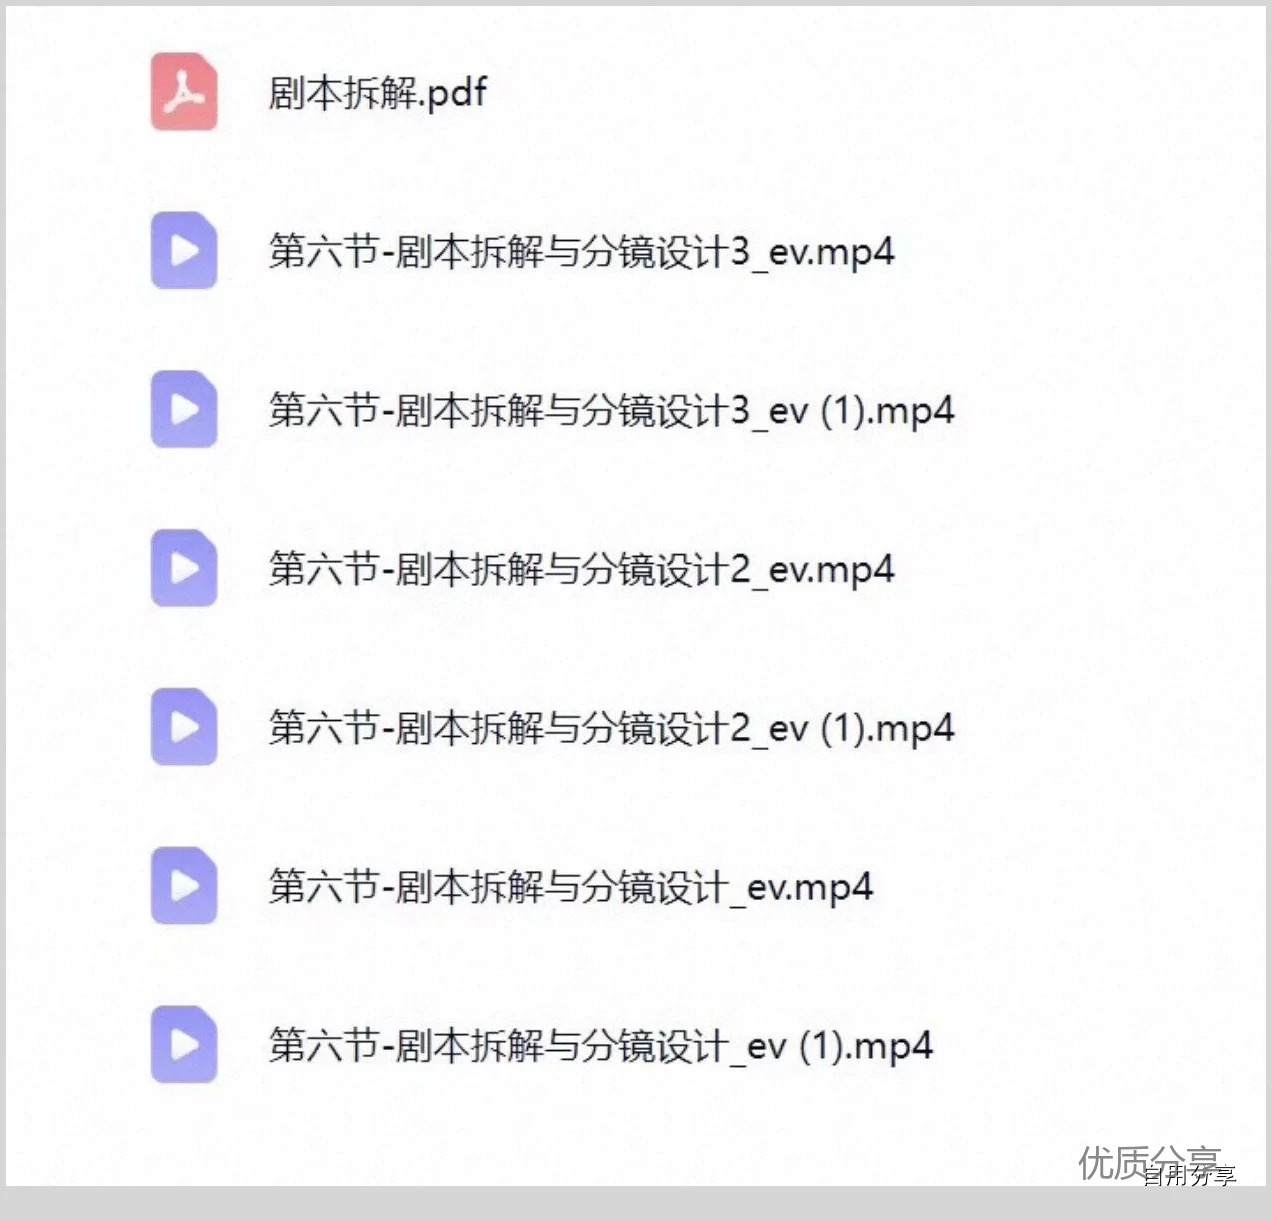 剧本拆解.pdf
第六节-剧本拆解与分镜设计3_ev.mp4
第六节-剧本拆解与分镜设计3_ev (1).mp4
第六节-剧本拆解与分镜设计2_ev.mp4
第六节-剧本拆解与分镜设计2_ev (1).mp4
第六节-剧本拆解与分镜设计_ev.mp4
第六节-剧本拆解与分镜设计_ev (1).mp4
优质分享
自用分享